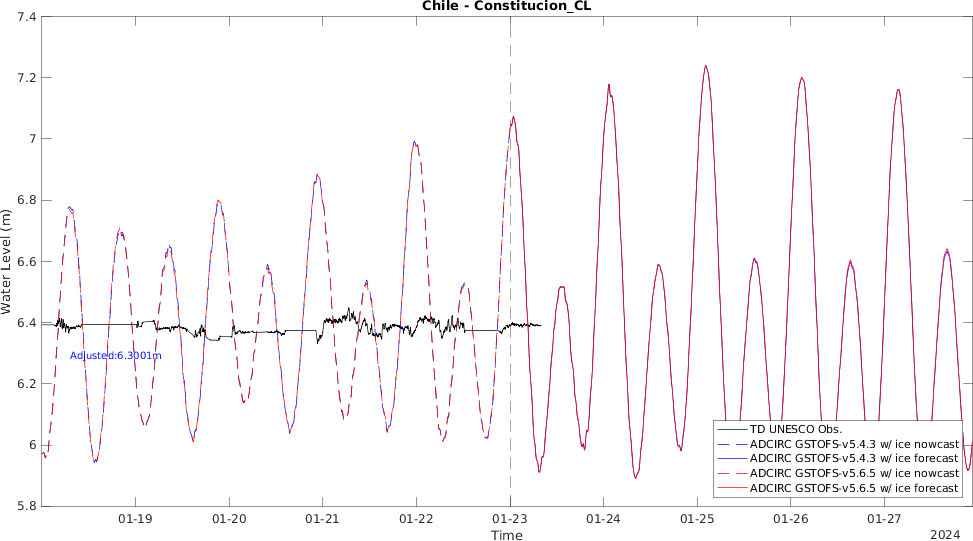 Chile - Constitucion_CL
7.4
7.2
7
6.8
6.6
6.4
6.2
6
5.8
Water Level (m)
Adjusted:6.3001m
TD UNESCO Obs.
ADCIRC GSTOFS-v5.4.3 w/ ice nowcast
ADCIRC GSTOFS-v5.4.3 w/ ice forecast
ADCIRC GSTOFS-v5.6.5 w/ ice nowcast
ADCIRC GSTOFS-v5.6.5 w/ ice forecast
01-19 01-20 01-21 01-22 01-23 01-24 01-25 01-26 01-27
Time
2024